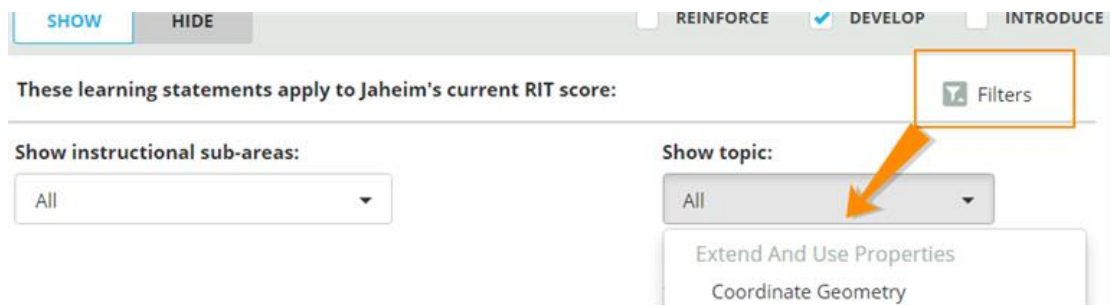 SHOW HIDE REINFORCE DEVELOP INTRODUCE
These learning statements apply to Jaheim's current RIT score: Filters
Show instructional sub-areas: Show topic:
All All
Extend And Use Properties
Coordinate Geometry